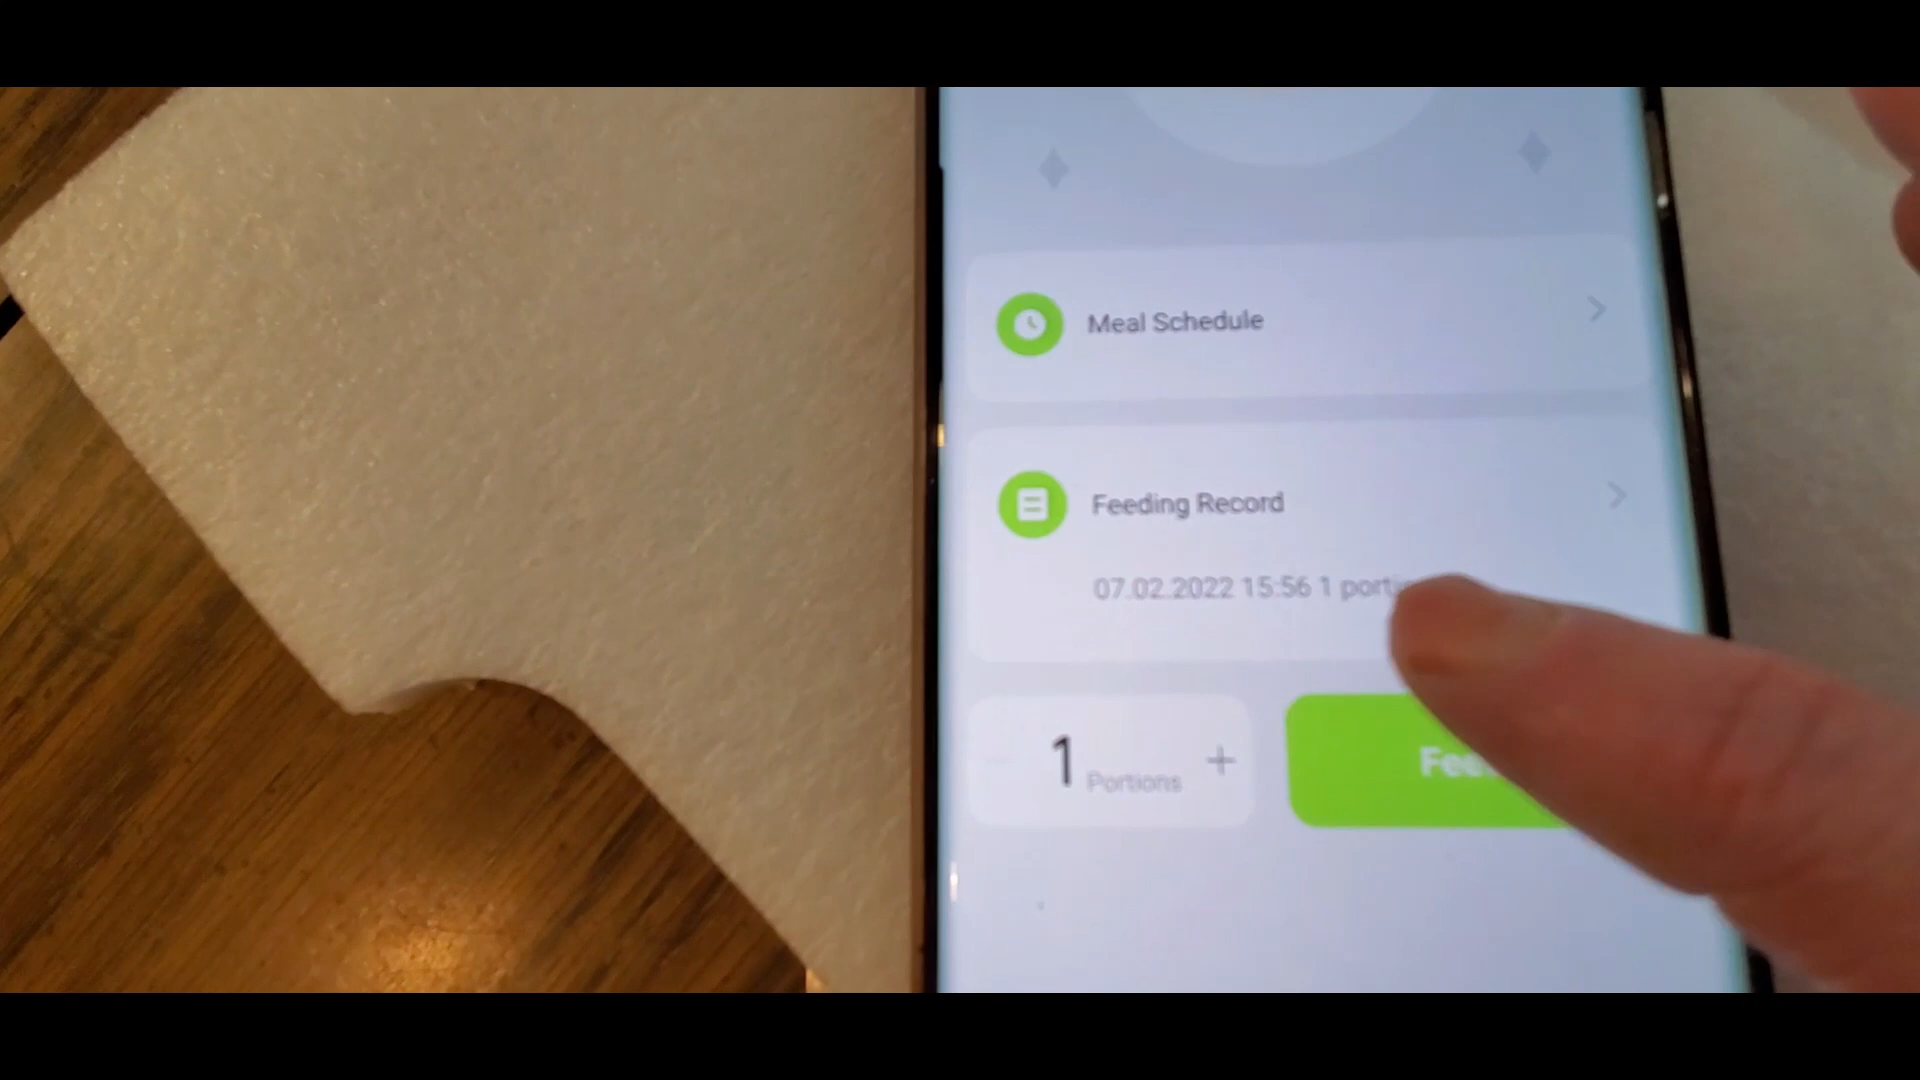 Meal Schedule
Feeding Record
07.02.2022 15:56 1
1 Portions +